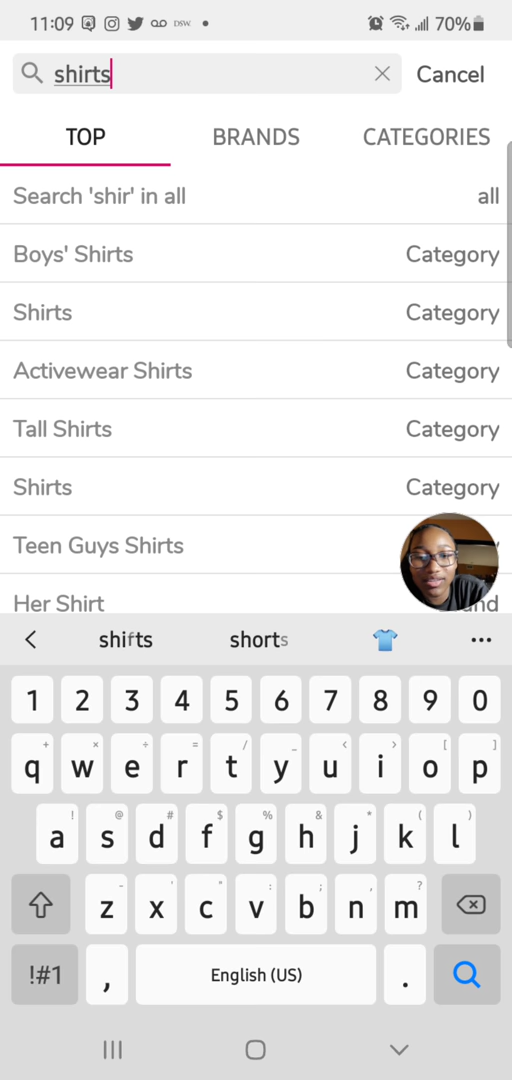 11:09 DSW 70%
shirts Cancel
TOP BRANDS CATEGORIES
Search 'shir' in all all
Boys' Shirts Category
Shirts Category
Activewear Shirts Category
Tall Shirts Category
Shirts Category
Teen Guys Shirts
Her Shirt
shifts shorts
1 2 3 4 5 6 7 8 9 0
+ × ÷ = / _ < > [ ]
q w e r t y u i o p
! @ # $ % ^ & * ( )
a s d f g h j k l
- ' " : ; , ?
z x c v b n m
!#1 , English (US) .